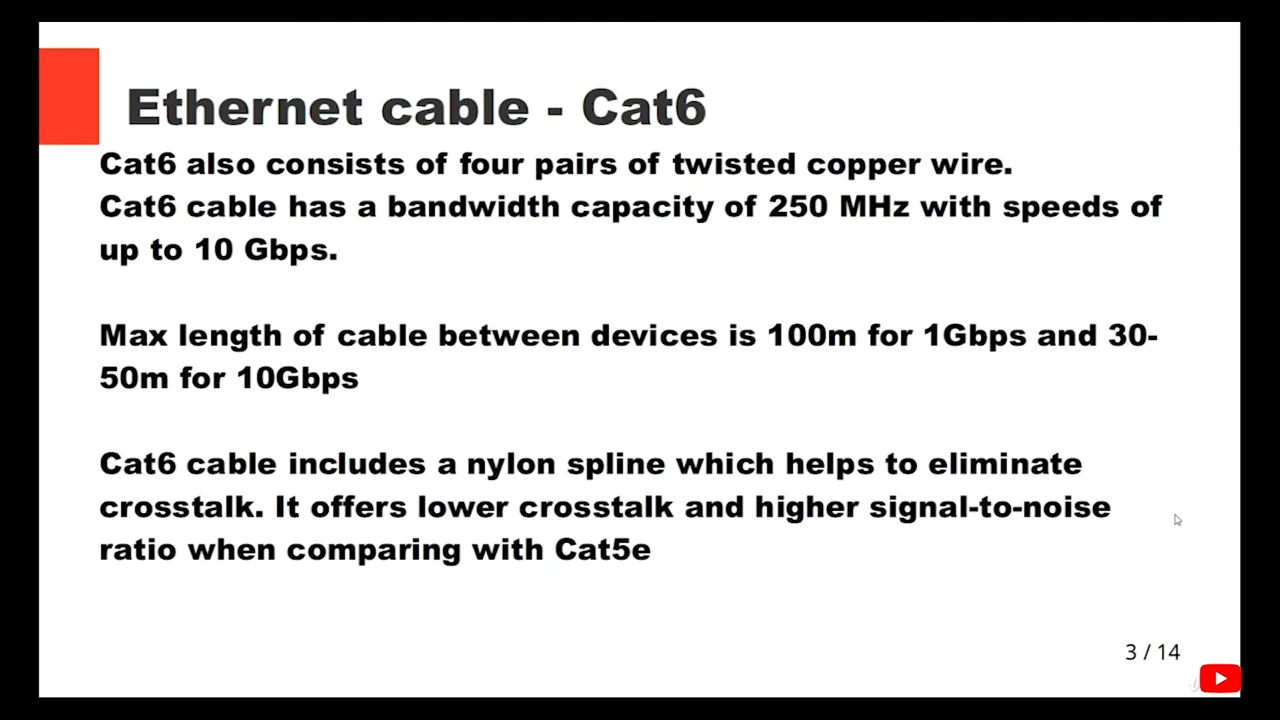 Ethernet cable - Cat6
Cat6 also consists of four pairs of twisted copper wire.
Cat6 cable has a bandwidth capacity of 250 MHz with speeds of
up to 10 Gbps.
Max length of cable between devices is 100m for 1Gbps and 30-
50m for 10Gbps
Cat6 cable includes a nylon spline which helps to eliminate
crosstalk. It offers lower crosstalk and higher signal-to-noise
ratio when comparing with Cat5e
3 / 14